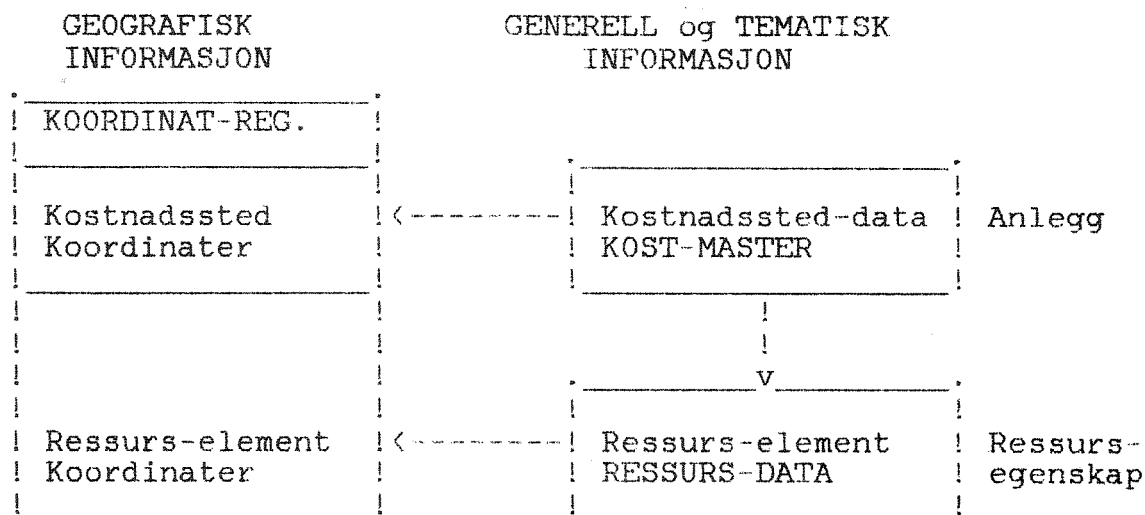 GEOGRAFISK
INFORMASJON
GENERELL og TEMATISK
INFORMASJON
KOORDINAT-REG.
Kostnadssted
Koordinater
Kostnadssted-data
KOST-MASTER
Anlegg
Ressurs-element
Koordinater
Ressurs-element
RESSURS-DATA
Ressurs-
egenskap